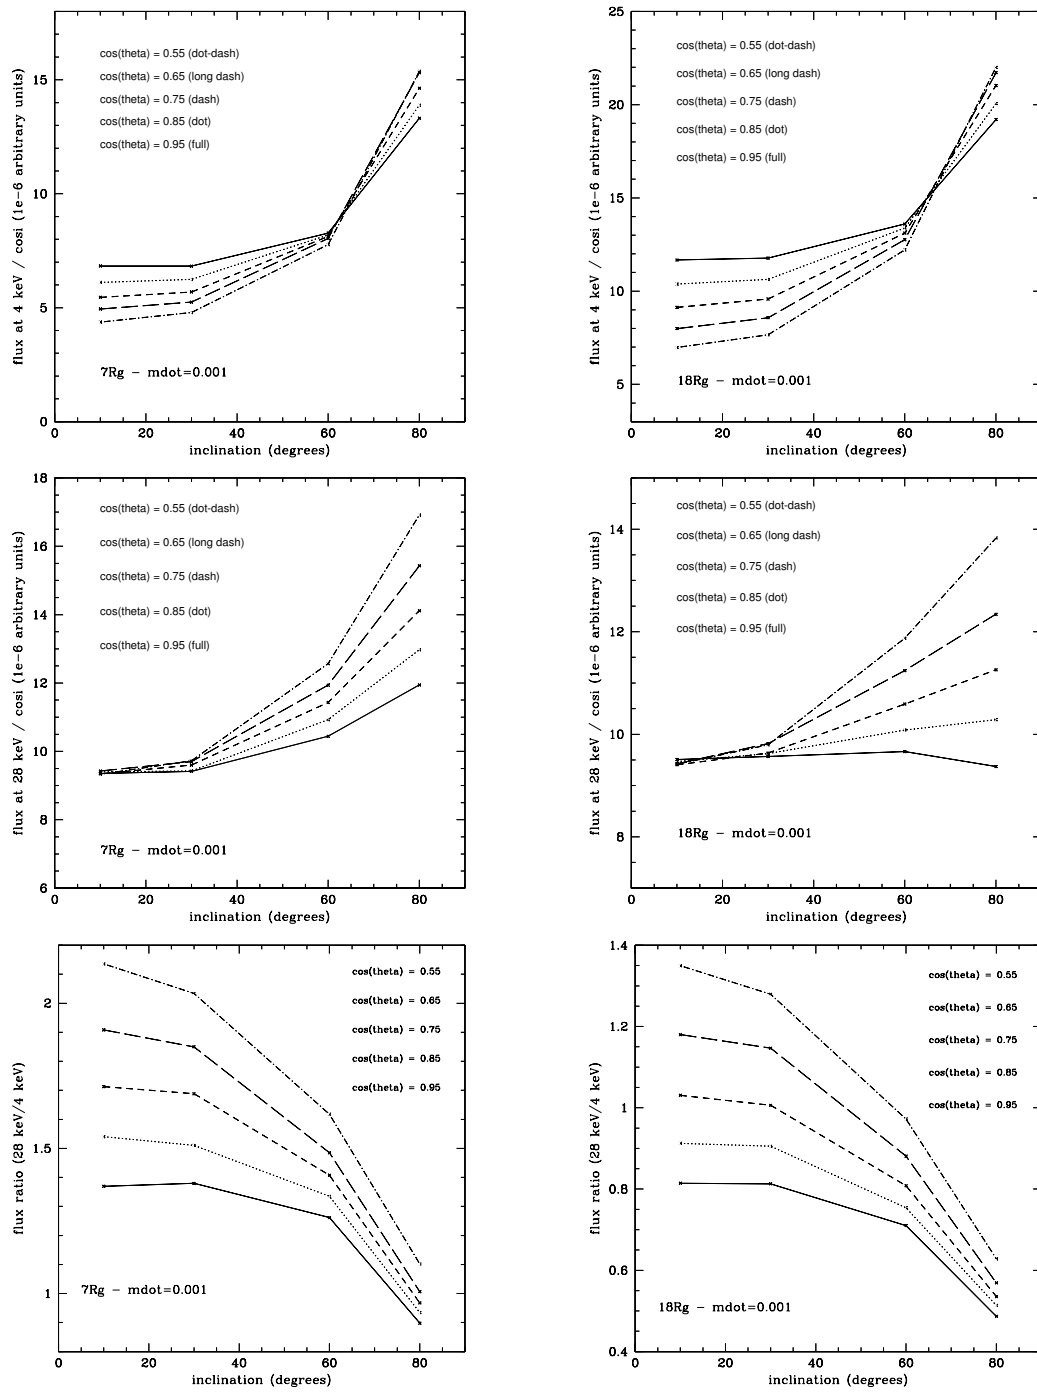 cos(theta) = 0.55 (dot-dash)
cos(theta) = 0.65 (long dash)
cos(theta) = 0.75 (dash)
cos(theta) = 0.85 (dot)
cos(theta) = 0.95 (full)
7Rg - mdot=0.001
flux at 4 keV / cosi (1e-6 arbitrary units)
0
5
10
15
0 20 40 60 80
inclination (degrees)
cos(theta) = 0.55 (dot-dash)
cos(theta) = 0.65 (long dash)
cos(theta) = 0.75 (dash)
cos(theta) = 0.85 (dot)
cos(theta) = 0.95 (full)
18Rg - mdot=0.001
flux at 4 keV / cosi (1e-6 arbitrary units)
5
10
15
20
25
0 20 40 60 80
inclination (degrees)
cos(theta) = 0.55 (dot-dash)
cos(theta) = 0.65 (long dash)
cos(theta) = 0.75 (dash)
cos(theta) = 0.85 (dot)
cos(theta) = 0.95 (full)
7Rg - mdot=0.001
flux at 28 keV / cosi (1e-6 arbitrary units)
6
8
10
12
14
16
18
0 20 40 60 80
inclination (degrees)
cos(theta) = 0.55 (dot-dash)
cos(theta) = 0.65 (long dash)
cos(theta) = 0.75 (dash)
cos(theta) = 0.85 (dot)
cos(theta) = 0.95 (full)
18Rg - mdot=0.001
flux at 28 keV / cosi (1e-6 arbitrary units)
8
10
12
14
0 20 40 60 80
inclination (degrees)
cos(theta) = 0.55
cos(theta) = 0.65
cos(theta) = 0.75
cos(theta) = 0.85
cos(theta) = 0.95
7Rg - mdot=0.001
flux ratio (28 keV/4 keV)
1
1.5
2
0 20 40 60 80
inclination (degrees)
cos(theta) = 0.55
cos(theta) = 0.65
cos(theta) = 0.75
cos(theta) = 0.85
cos(theta) = 0.95
18Rg - mdot=0.001
flux ratio (28 keV/4 keV)
0.4
0.6
0.8
1
1.2
1.4
0 20 40 60 80
inclination (degrees)